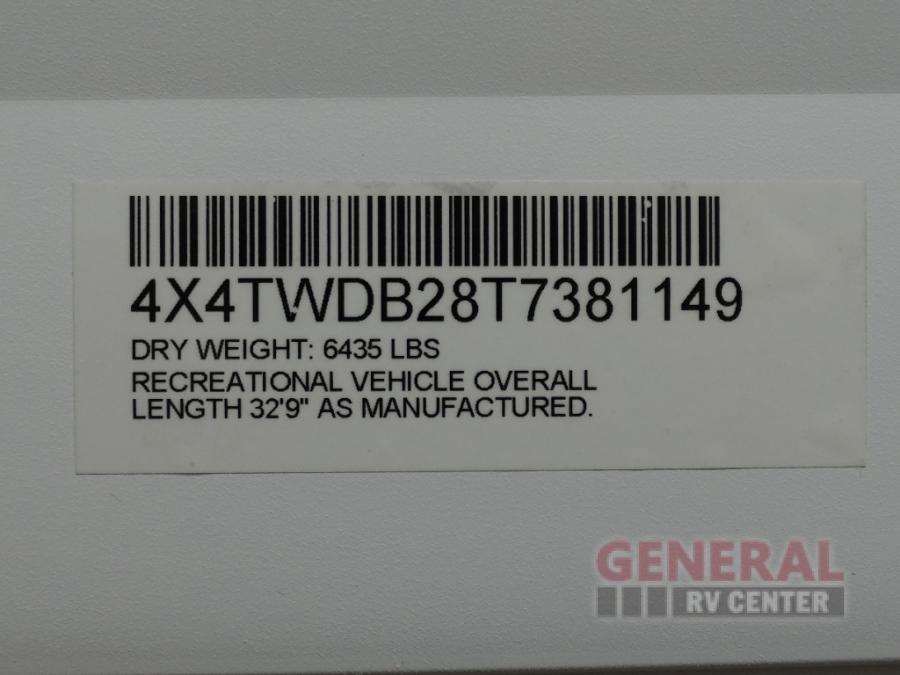 4X4TWDB28T7381149
DRY WEIGHT: 6435 LBS
RECREATIONAL VEHICLE OVERALL
LENGTH 32'9" AS MANUFACTURED.
GENERAL
RV CENTER